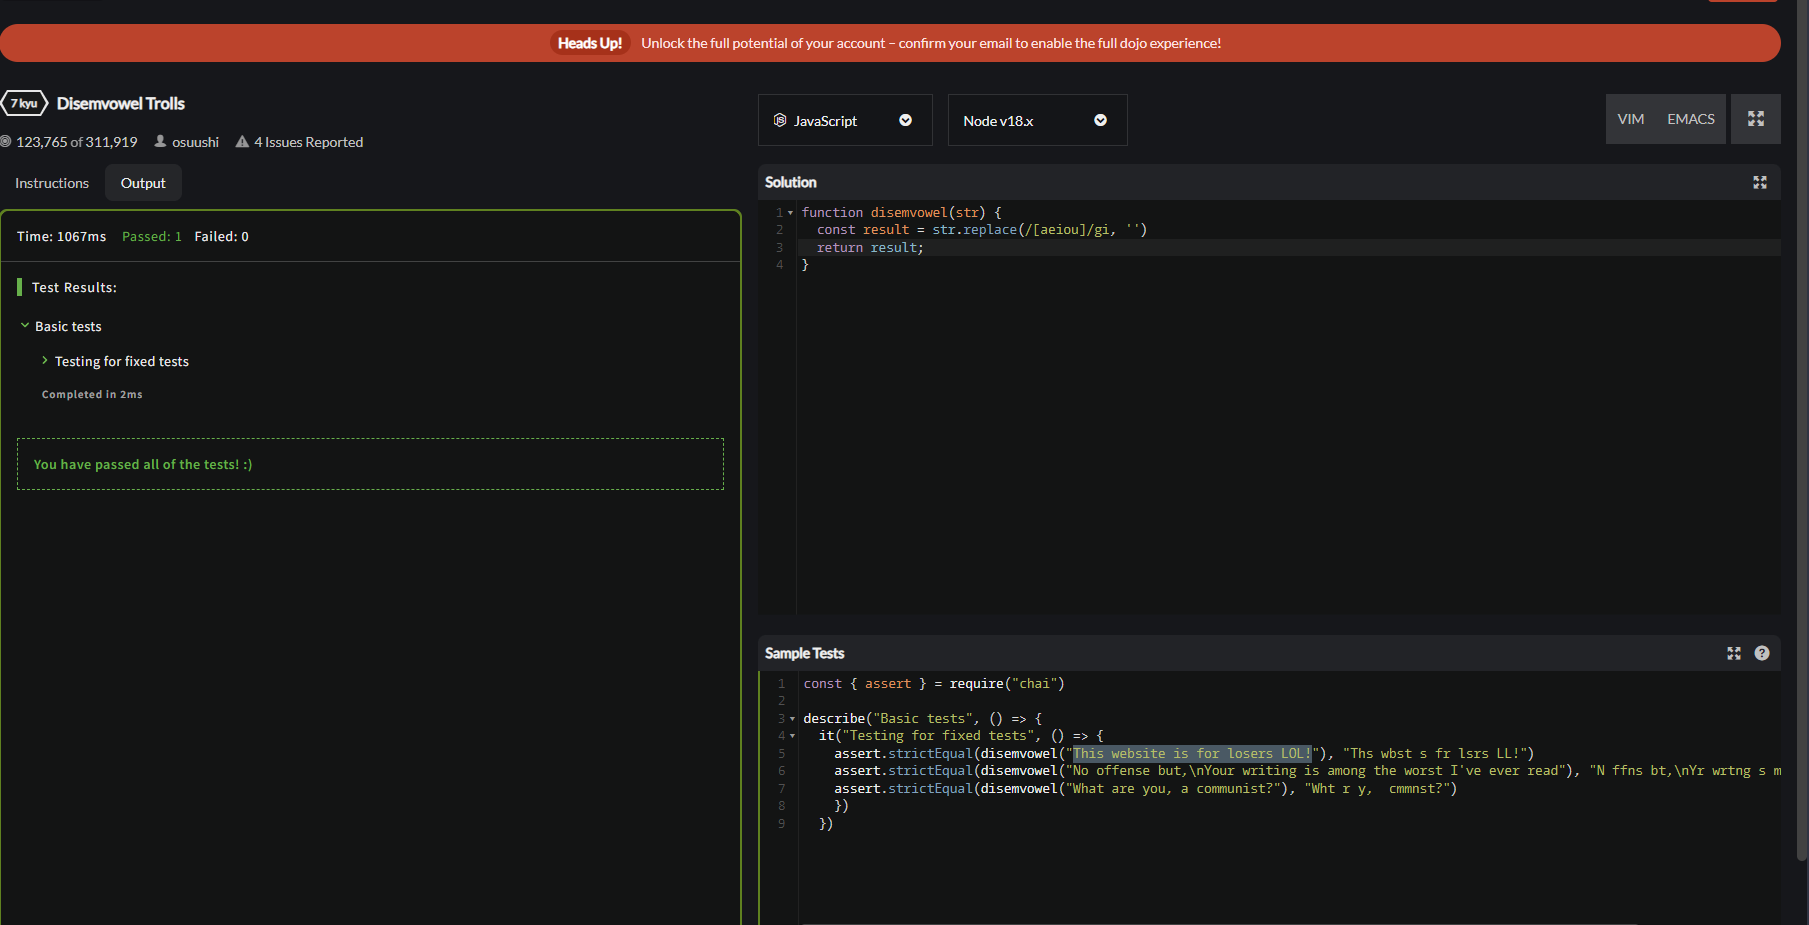 Heads Up! Unlock the full potential of your account – confirm your email to enable the full dojo experience!
7 kyu Disemvowel Trolls
123,765 of 311,919 osuushi 4 Issues Reported
Instructions Output
Time: 1067ms Passed: 1 Failed: 0
Test Results:
Basic tests
Testing for fixed tests
Completed in 2ms
You have passed all of the tests! :)
JavaScript Node v18.x VIM EMACS
Solution
1 function disemvowel(str) {
2   const result = str.replace(/[aeiou]/gi, '')
3   return result;
4 }
Sample Tests
1 const { assert } = require("chai")
2
3 describe("Basic tests", () => {
4   it("Testing for fixed tests", () => {
5     assert.strictEqual(disemvowel("This website is for losers LOL!"), "Ths wbst s fr lsrs LL!")
6     assert.strictEqual(disemvowel("No offense but,\nYour writing is among the worst I've ever read"), "N ffns bt,\nYr wrtng s m
7     assert.strictEqual(disemvowel("What are you, a communist?"), "Wht r y,  cmmnst?")
8     })
9   })